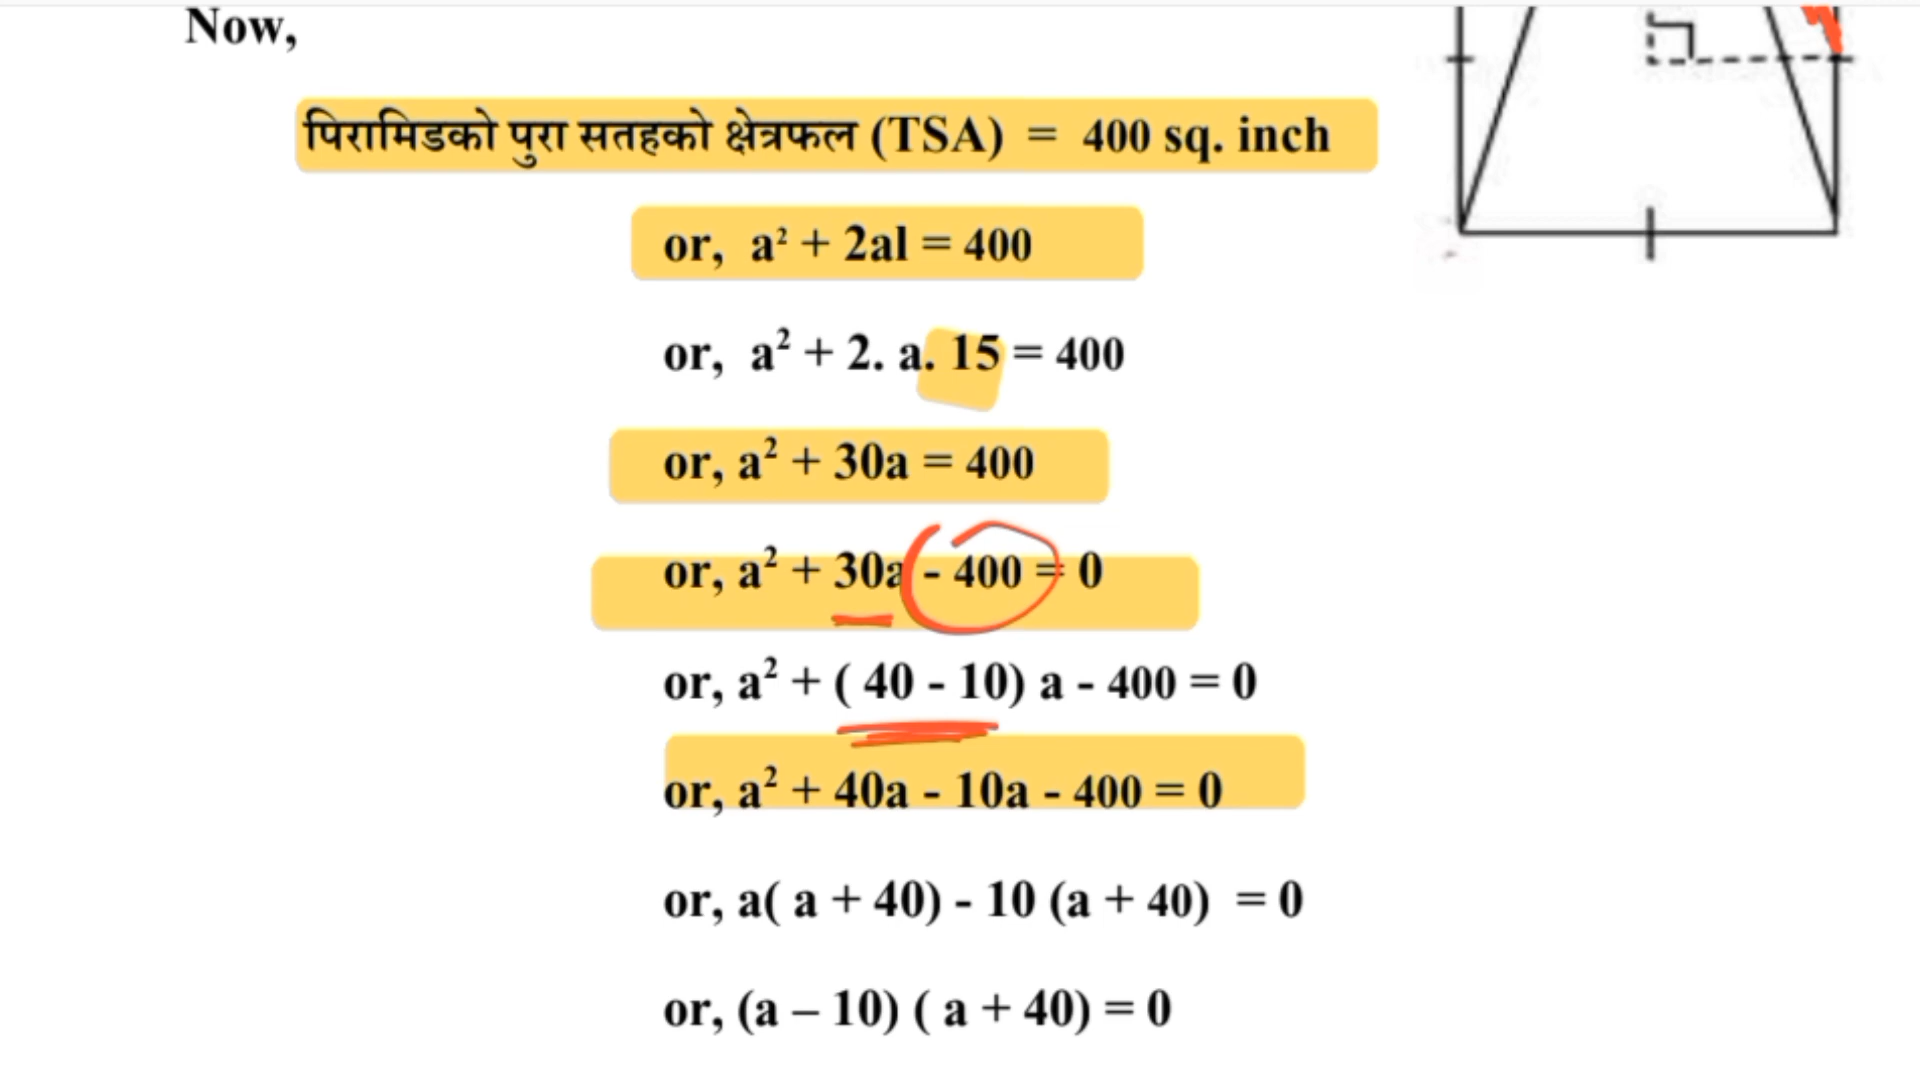 Now,
पिरामिडको पुरा सतहको क्षेत्रफल (TSA) = 400 sq. inch
or, a² + 2al = 400
or, a² + 2. a. 15 = 400
or, a² + 30a = 400
or, a² + 30a - 400 = 0
or, a² + ( 40 - 10) a - 400 = 0
or, a² + 40a - 10a - 400 = 0
or, a( a + 40) - 10 (a + 40) = 0
or, (a – 10) ( a + 40) = 0